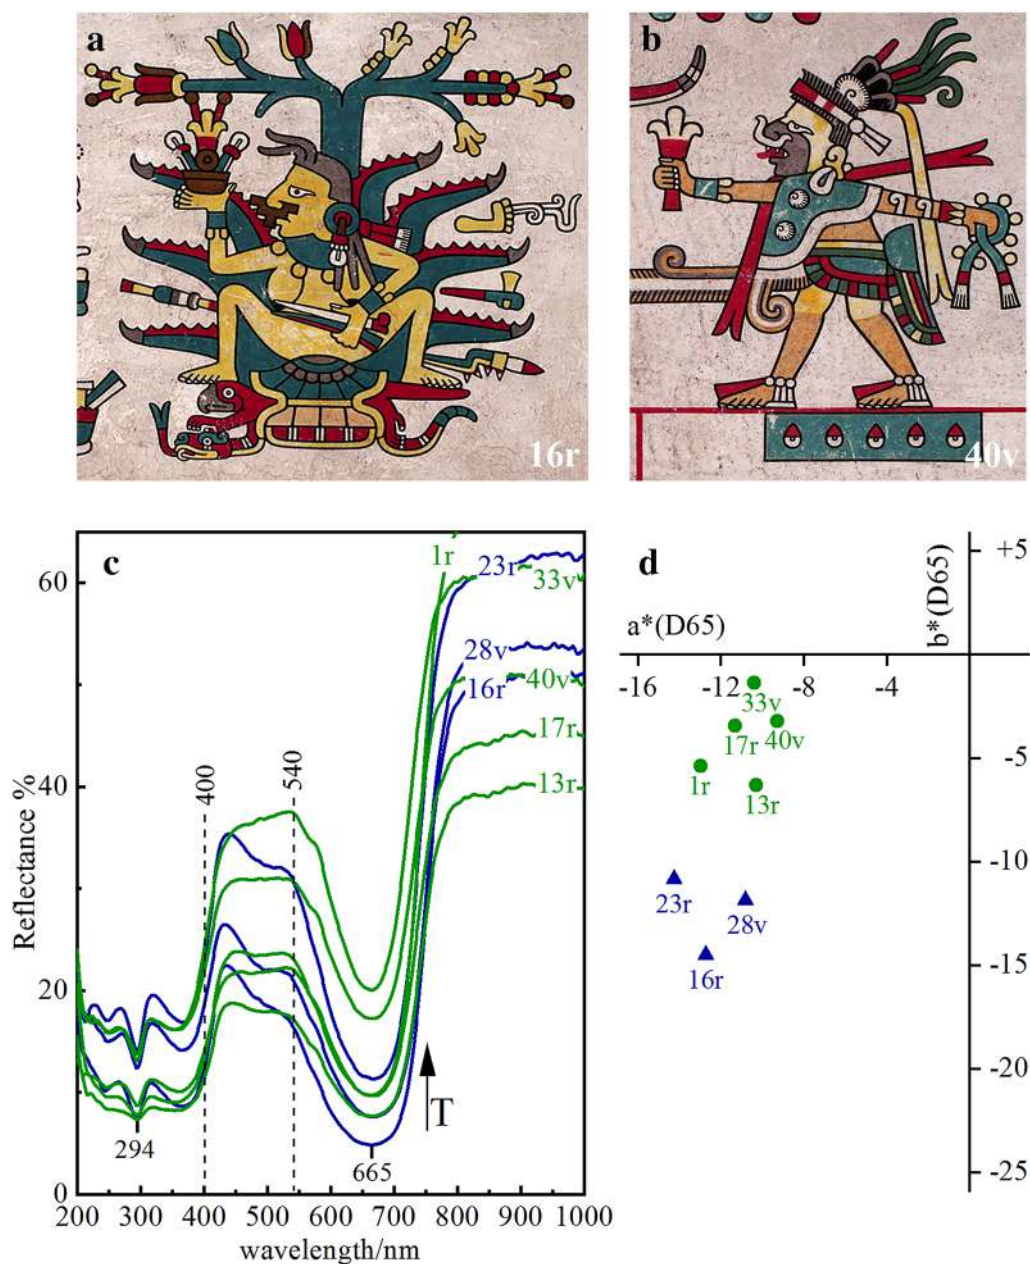 a
16r
b
40v
c
Reflectance %
60
40
20
0
400
540
1r
23r
33v
28v
16r
40v
17r
13r
T
294
665
200 300 400 500 600 700 800 900 1000
wavelength/nm
d
a*(D65)
b*(D65)
+5
-16 -12 -8 -4
33v
17r 40v
1r 13r
-5
-10
23r 28v
16r
-15
-20
-25